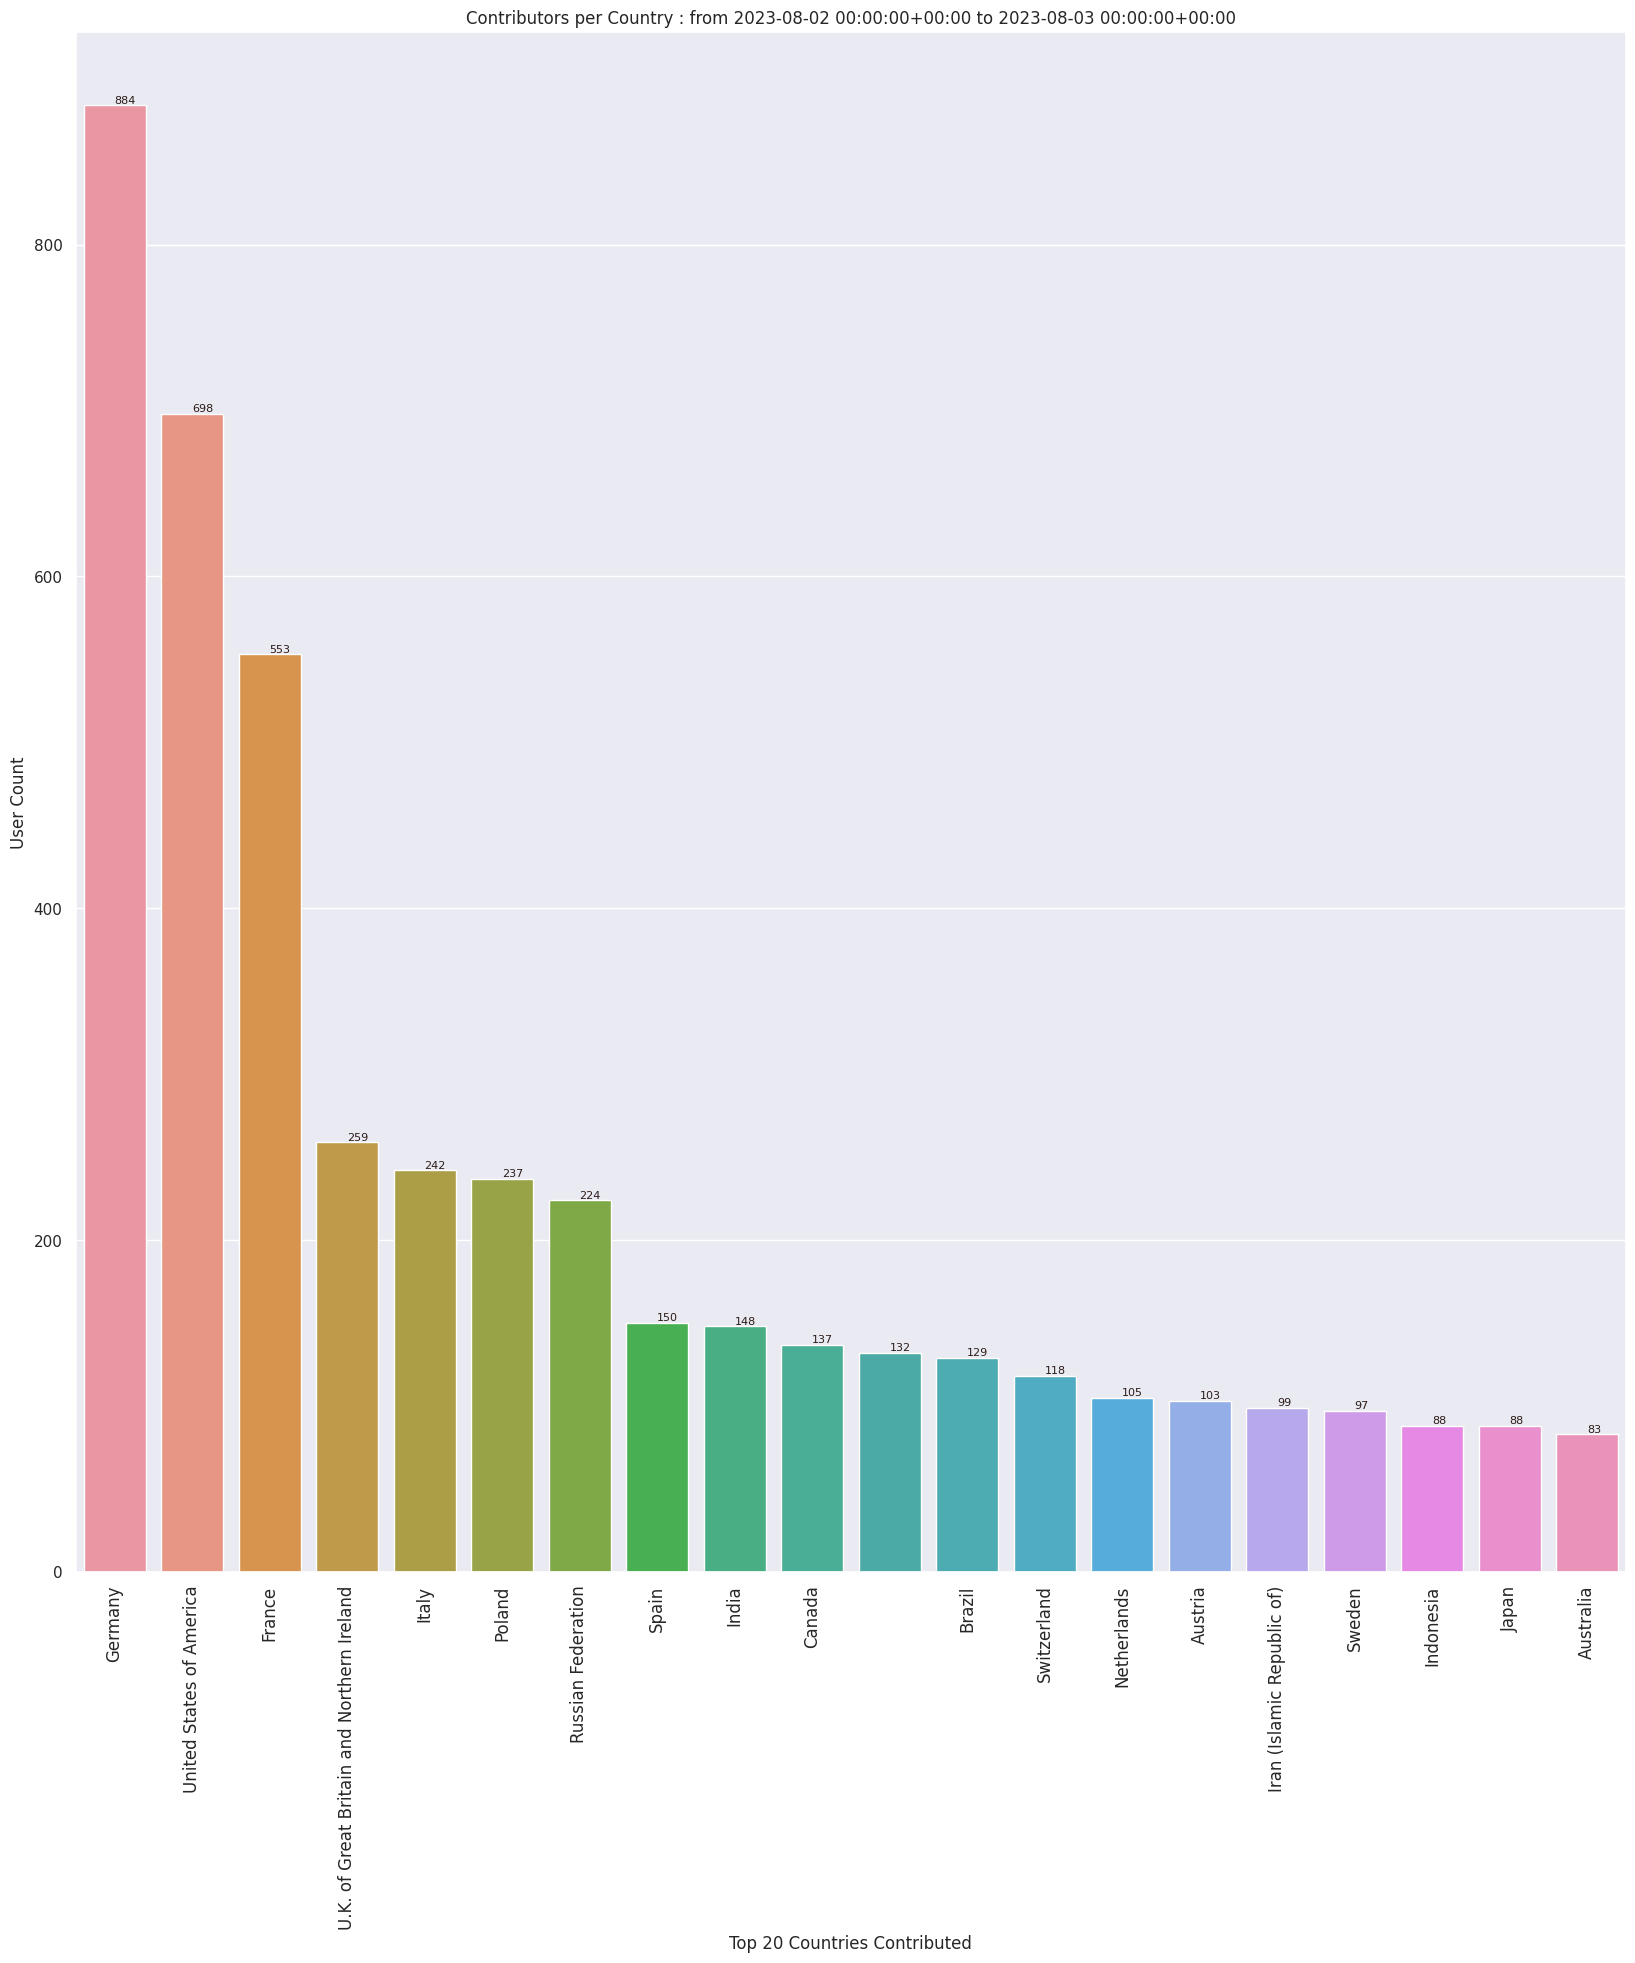 Contributors per Country : from 2023-08-02 00:00:00+00:00 to 2023-08-03 00:00:00+00:00
User Count
800
600
400
200
0
884
698
553
259
242
237
224
150
148
137
132
129
118
105
103
99
97
88
88
83
Germany
United States of America
France
U.K. of Great Britain and Northern Ireland
Italy
Poland
Russian Federation
Spain
India
Canada
Brazil
Switzerland
Netherlands
Austria
Iran (Islamic Republic of)
Sweden
Indonesia
Japan
Australia
Top 20 Countries Contributed